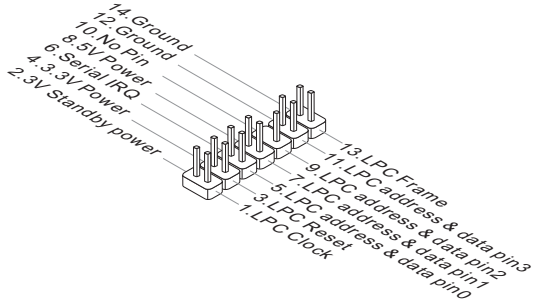 14.Ground
12.Ground
10.No Pin
8.5V Power
6.Serial IRQ
4.3.3V Power
2.3V Standby power
13.LPC Frame
11.LPC address & data pin3
9.LPC address & data pin2
7.LPC address & data pin1
5.LPC address & data pin0
3.LPC Reset
1.LPC Clock